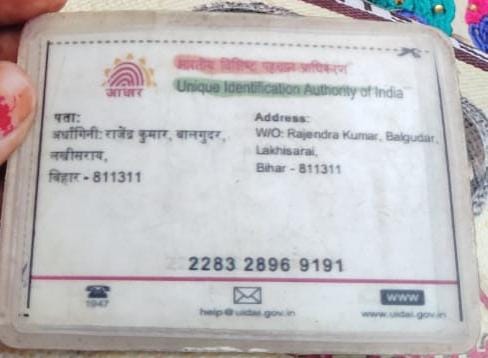 भारतीय विशिष्ट पहचान प्राधिकरण
आधार
Unique Identification Authority of India
पता:
अर्धांगिनी: राजेंद्र कुमार, बालगुदर,
लखीसराय,
बिहार - 811311
Address:
W/O: Rajendra Kumar, Balgudar,
Lakhisarai,
Bihar - 811311
2283 2896 9191
1947
help@uidai.gov.in
www
www.uidai.gov.in